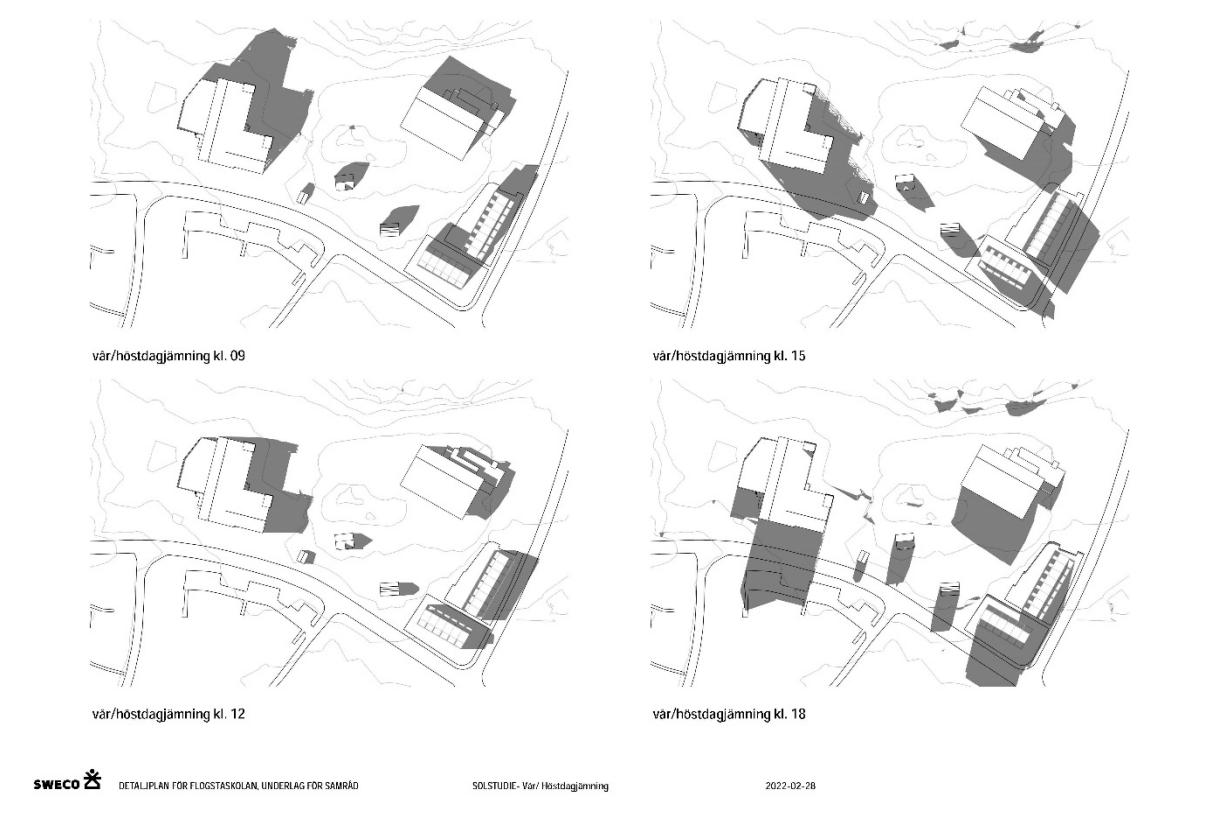 vår/höstdagjämning kl. 09
vår/höstdagjämning kl. 15
vår/höstdagjämning kl. 12
vår/höstdagjämning kl. 18
SWECO DETALJPLAN FÖR FLOGSTASKOLAN, UNDERLAG FÖR SAMRÅD SOLSTUDIE- Vår/ Höstdagjämning 2022-02-28